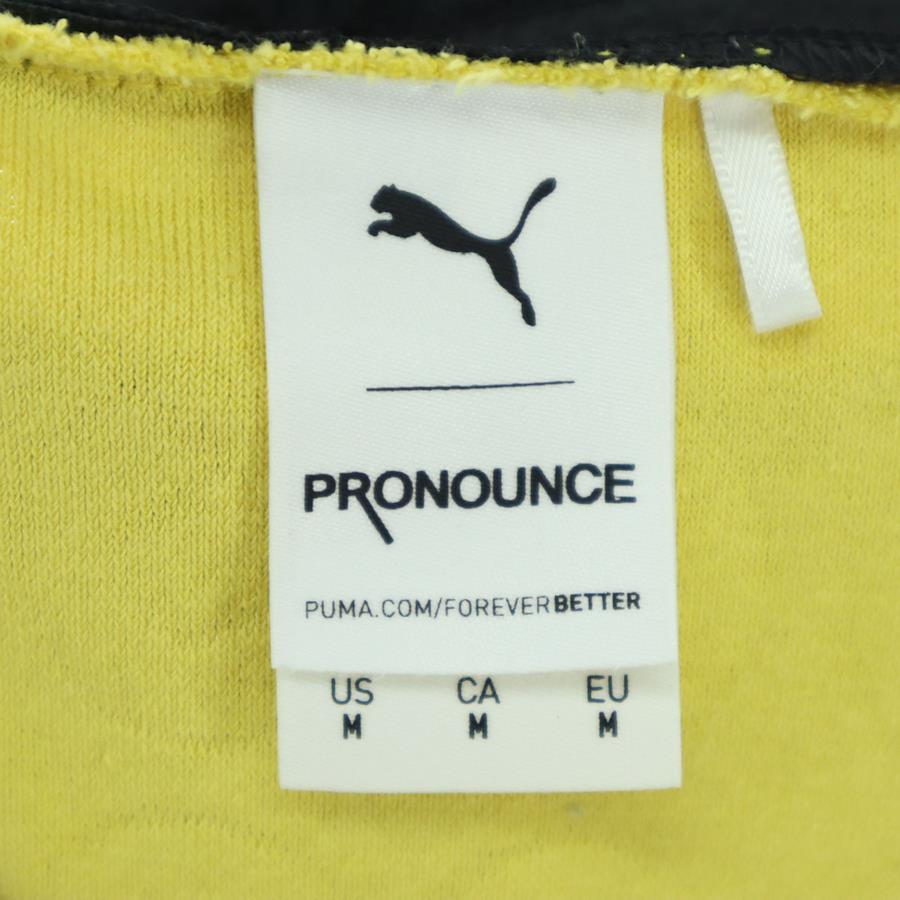 PRONOUNCE
PUMA.COM/FOREVERBETTER
US CA EU
M M M